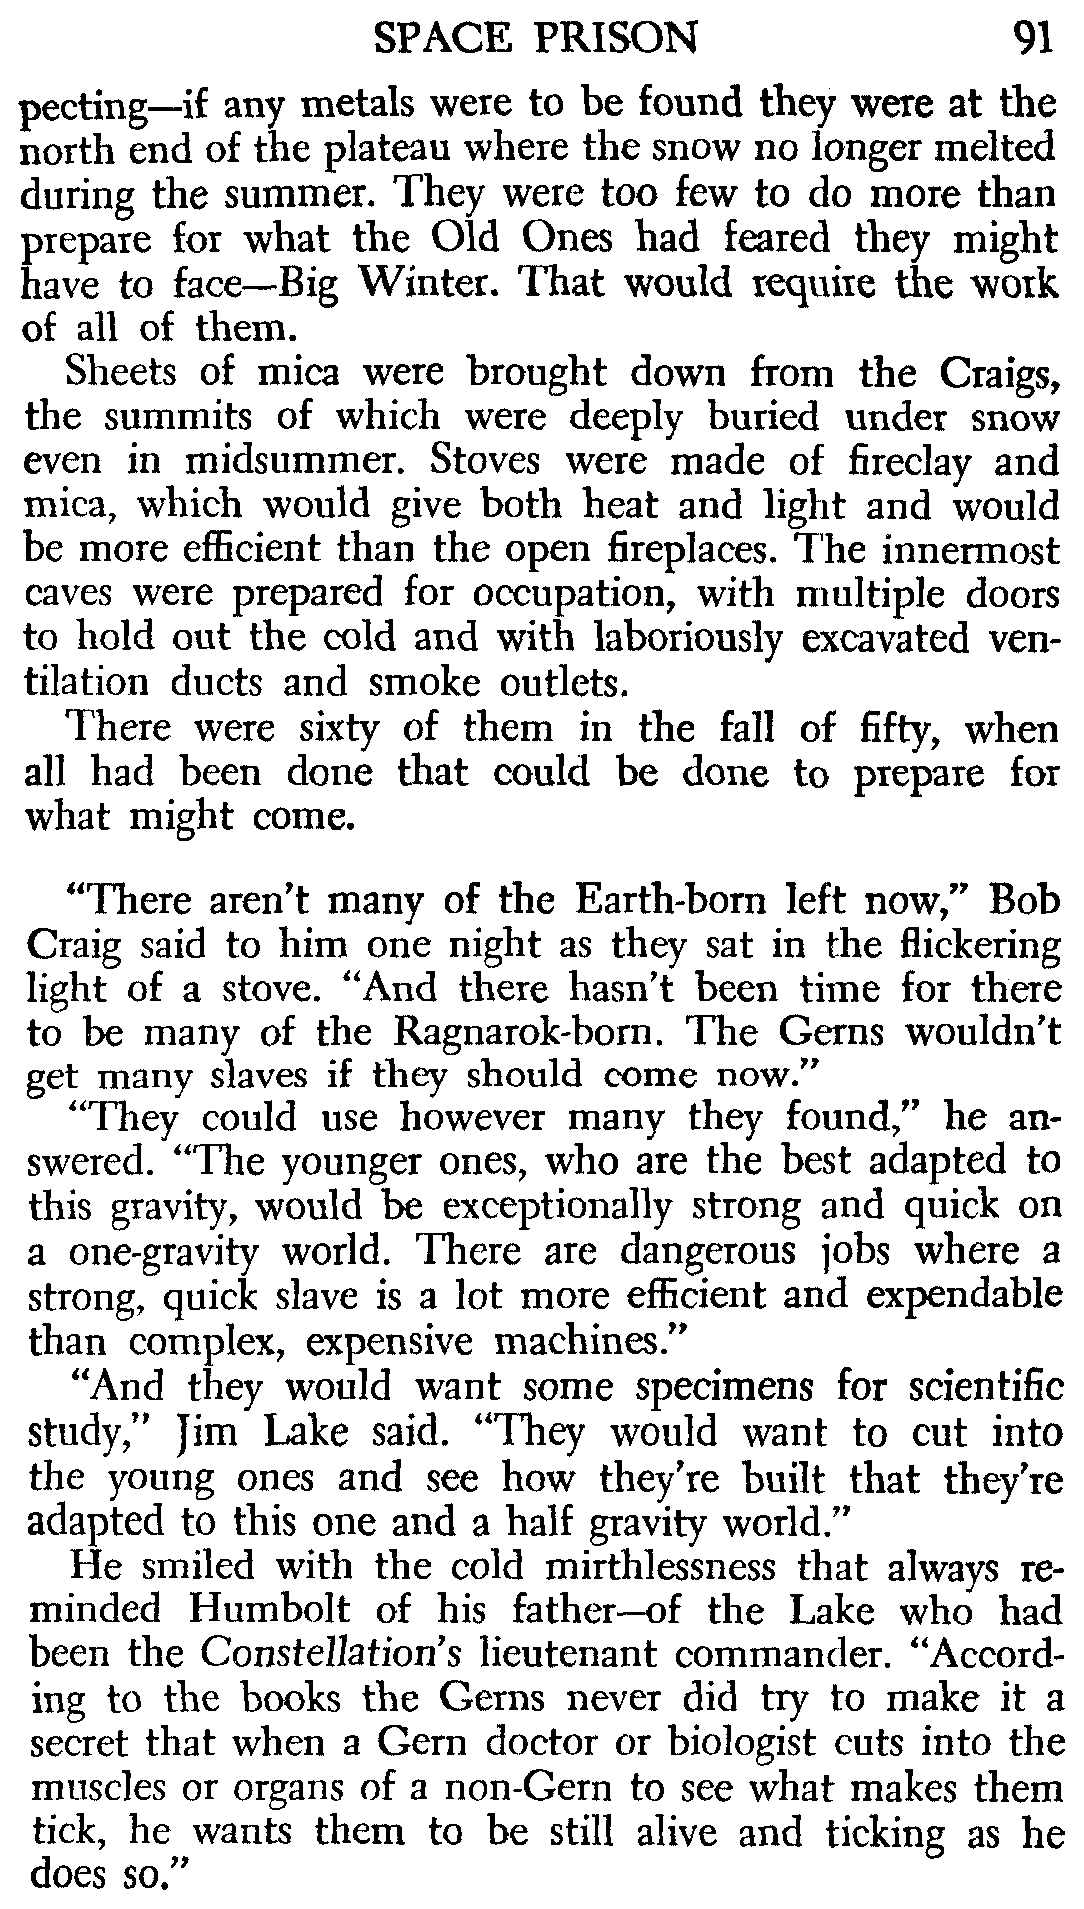 SPACE PRISON 91
pecting—if any metals were to be found they were at the
north end of the plateau where the snow no longer melted
during the summer. They were too few to do more than
prepare for what the Old Ones had feared they might
have to face—Big Winter. That would require the work
of all of them.
Sheets of mica were brought down from the Craigs,
the summits of which were deeply buried under snow
even in midsummer. Stoves were made of fireclay and
mica, which would give both heat and light and would
be more efficient than the open fireplaces. The innermost
caves were prepared for occupation, with multiple doors
to hold out the cold and with laboriously excavated ven-
tilation ducts and smoke outlets.
There were sixty of them in the fall of fifty, when
all had been done that could be done to prepare for
what might come.
“There aren’t many of the Earth-born left now,” Bob
Craig said to him one night as they sat in the flickering
light of a stove. “And there hasn’t been time for there
to be many of the Ragnarok-born. The Gerns wouldn’t
get many slaves if they should come now.”
“They could use however many they found,” he an-
swered. “The younger ones, who are the best adapted to
this gravity, would be exceptionally strong and quick on
a one-gravity world. There are dangerous jobs where a
strong, quick slave is a lot more efficient and expendable
than complex, expensive machines.”
“And they would want some specimens for scientific
study,” Jim Lake said. “They would want to cut into
the young ones and see how they’re built that they’re
adapted to this one and a half gravity world.”
He smiled with the cold mirthlessness that always re-
minded Humbolt of his father—of the Lake who had
been the Constellation’s lieutenant commander. “Accord-
ing to the books the Gerns never did try to make it a
secret that when a Gern doctor or biologist cuts into the
muscles or organs of a non-Gern to see what makes them
tick, he wants them to be still alive and ticking as he
does so.”